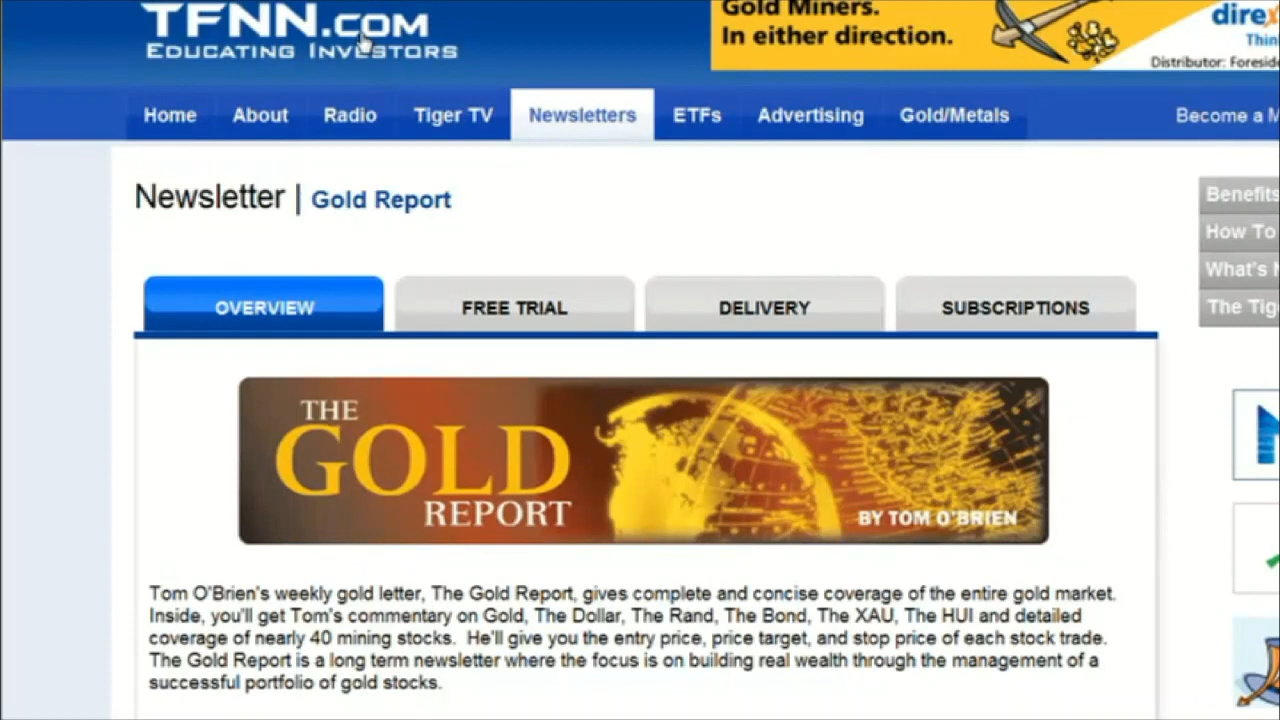 TFNN.COM
EDUCATING INVESTORS
Gold Miners.
In either direction.
Distributor:
Home About Radio Tiger TV Newsletters ETFs Advertising Gold/Metals Become a
Newsletter | Gold Report
Benefits
How To
What's
The
OVERVIEW FREE TRIAL DELIVERY SUBSCRIPTIONS
THE
GOLD
REPORT
BY TOM O'BRIEN
Tom O'Brien's weekly gold letter, The Gold Report, gives complete and concise coverage of the entire gold market.
Inside, you'll get Tom's commentary on Gold, The Dollar, The Rand, The Bond, The XAU, The HUI and detailed
coverage of nearly 40 mining stocks. He'll give you the entry price, price target, and stop price of each stock trade.
The Gold Report is a long term newsletter where the focus is on building real wealth through the management of a
successful portfolio of gold stocks.